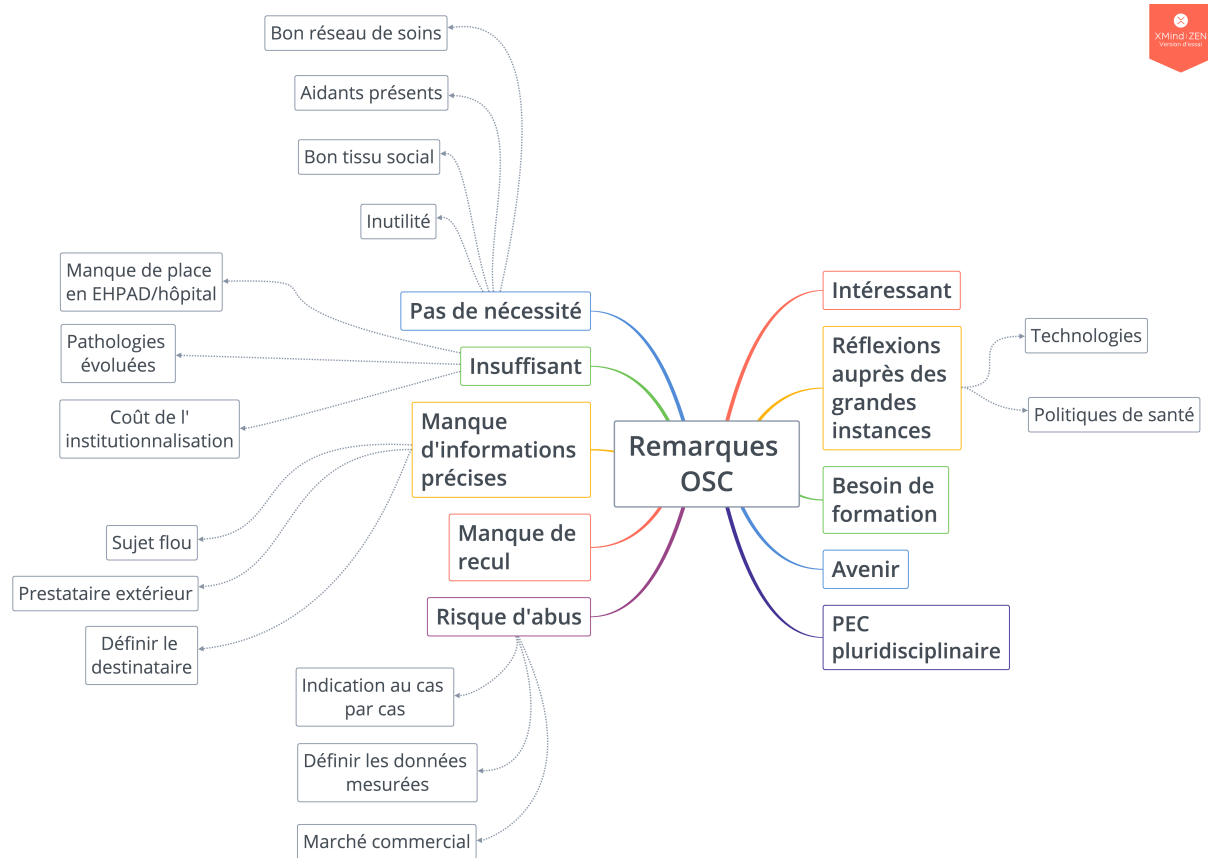 Bon réseau de soins
XMind:ZEN
Version d'essai
Aidants présents
Bon tissu social
Inutilité
Manque de place
en EHPAD/hôpital
Pathologies
évoluées
Coût de l'
institutionnalisation
Pas de nécessité
Insuffisant
Manque
d'informations
précises
Sujet flou
Prestataire extérieur
Définir le
destinataire
Manque de
recul
Risque d'abus
Indication au cas
par cas
Définir les données
mesurées
Marché commercial
Remarques
OSC
Intéressant
Réflexions
auprès des
grandes
instances
Technologies
Politiques de santé
Besoin de
formation
Avenir
PEC
pluridisciplinaire